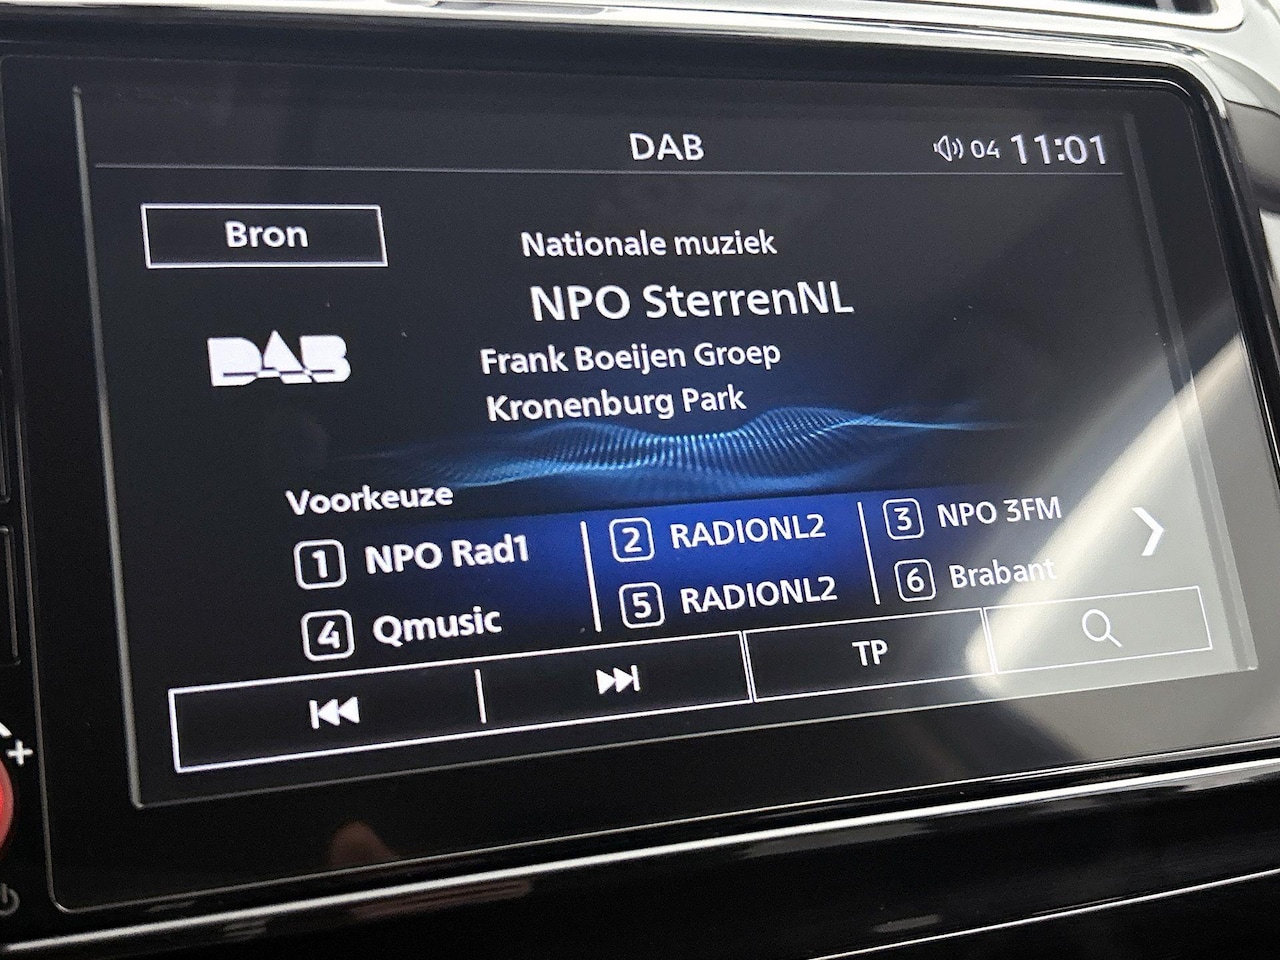 DAB
04 11:01
Bron
Nationale muziek
NPO SterrenNL
DAB
Frank Boeijen Groep
Kronenburg Park
Voorkeuze
1 NPO Rad1
2 RADIONL2
3 NPO 3FM
4 Qmusic
5 RADIONL2
6 Brabant
TP
+